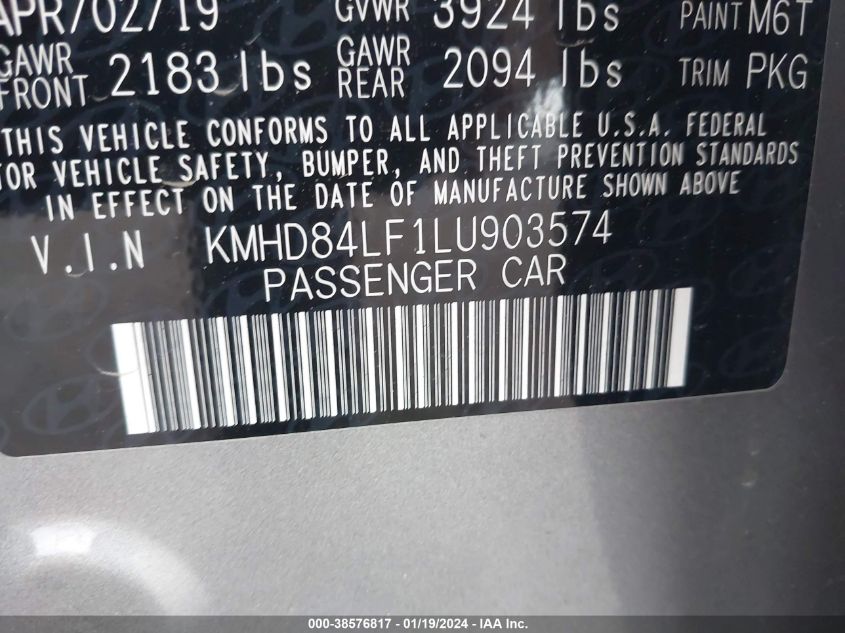 APR/02/19 GVWR 3924 lbs PAINT M6T
GAWR FRONT 2183 lbs GAWR REAR 2094 lbs TRIM PKG
THIS VEHICLE CONFORMS TO ALL APPLICABLE U.S.A. FEDERAL
OR VEHICLE SAFETY, BUMPER, AND THEFT PREVENTION STANDARDS
IN EFFECT ON THE DATE OF MANUFACTURE SHOWN ABOVE
V.I.N KMHD84LF1LU903574
PASSENGER CAR
000-38576817 - 01/19/2024 - IAA Inc.